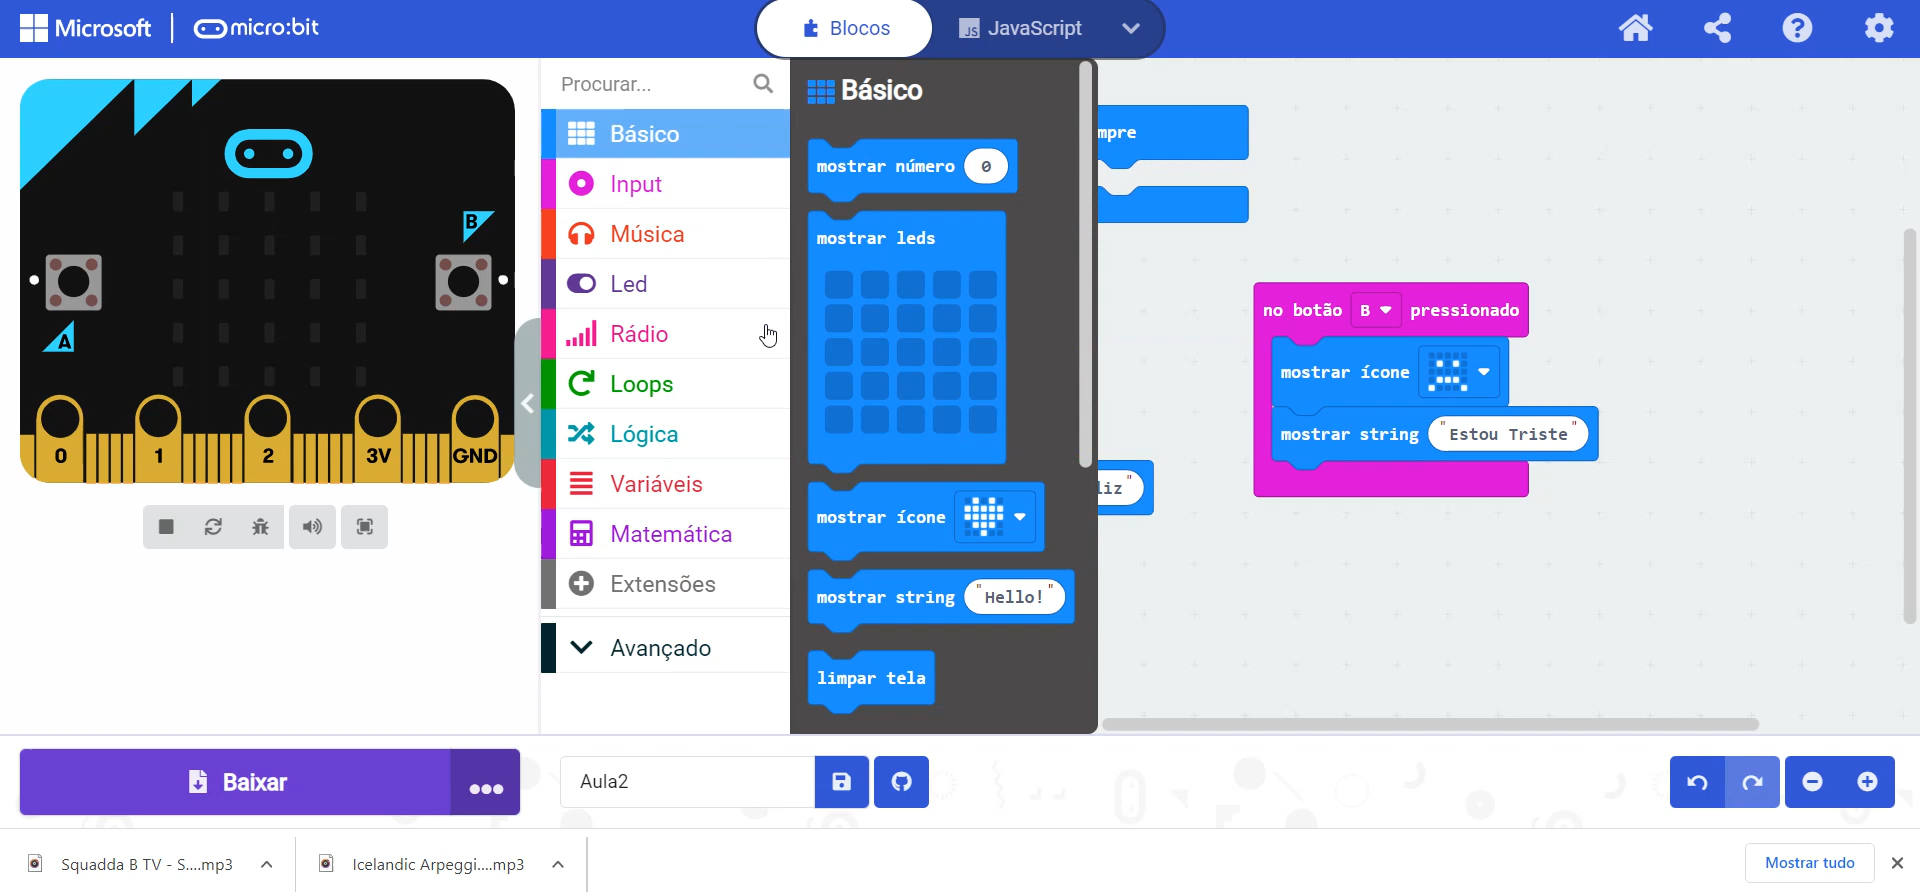 Microsoft
micro:bit
Blocos
JS JavaScript
B
A
0
1
2
3V
GND
Procurar...
Básico
Input
Música
Led
Rádio
Loops
Lógica
Variáveis
Matemática
Extensões
Avançado
Básico
mostrar número 0
mostrar leds
mostrar ícone
mostrar string "Hello!"
limpar tela
mpre
liz"
no botão B pressionado
mostrar ícone
mostrar string "Estou Triste"
Baixar
Aula2
Squadda B TV - S....mp3
Icelandic Arpeggi....mp3
Mostrar tudo